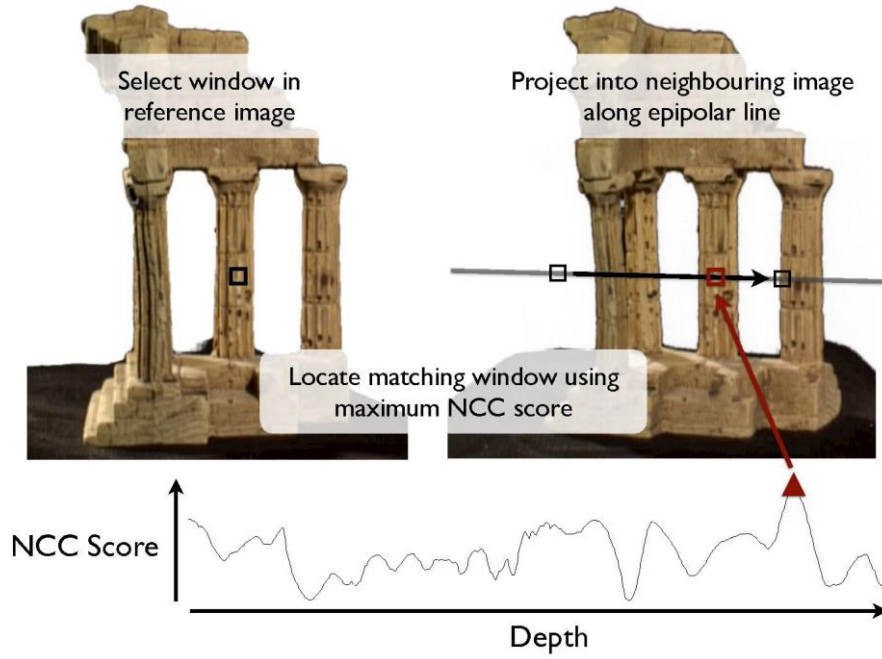 Select window in
reference image
Project into neighbouring image
along epipolar line
Locate matching window using
maximum NCC score
NCC Score
Depth